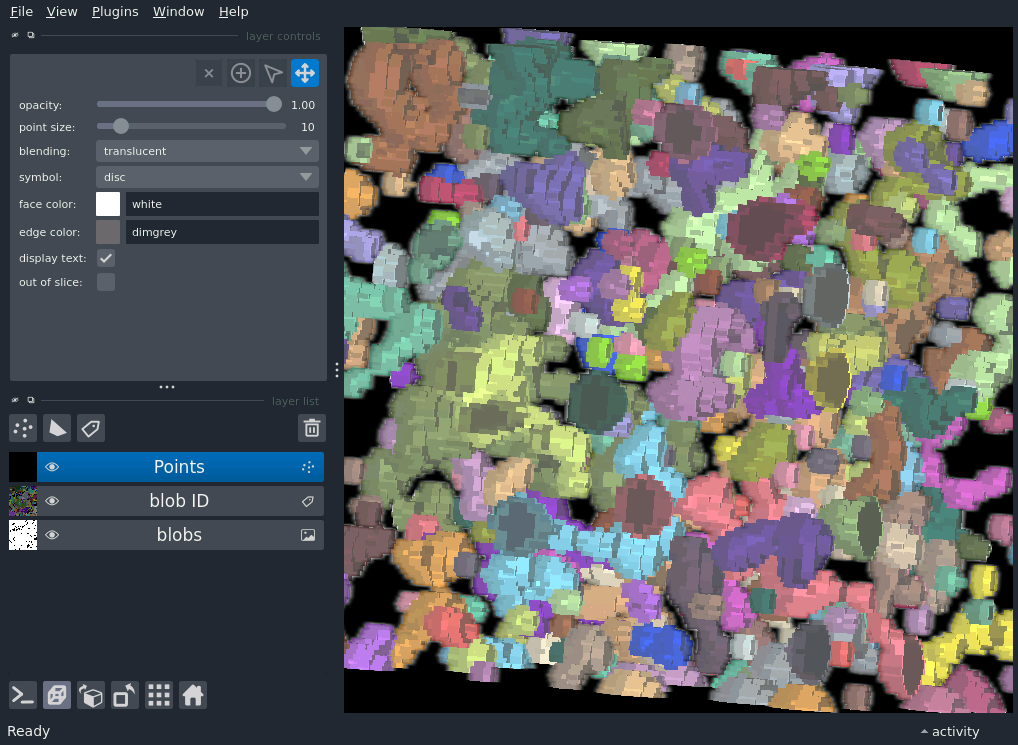 File View Plugins Window Help
layer controls
opacity: 1.00
point size: 10
blending: translucent
symbol: disc
face color: white
edge color: dimgrey
display text:
out of slice:
layer list
Points
blob ID
blobs
Ready
activity